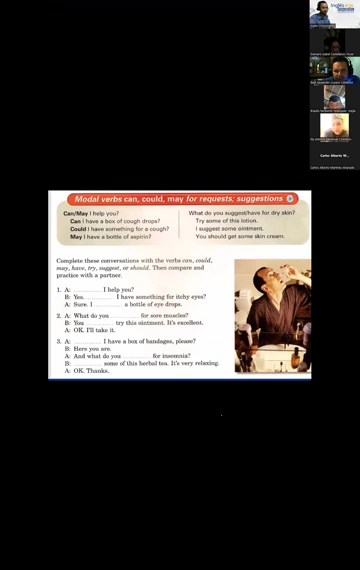 Inglés
corporativo
Modal verbs can, could, may for requests; suggestions
Can/May I help you?
Can I have a box of cough drops?
Could I have something for a cough?
May I have a bottle of aspirin?
What do you suggest/have for dry skin?
Try some of this lotion.
I suggest some ointment.
You should get some skin cream.
Complete these conversations with the verbs can, could,
may, have, try, suggest, or should. Then compare and
practice with a partner.
1. A: ............ I help you?
B: Yes. ............ I have something for itchy eyes?
A: Sure. I ............ a bottle of eye drops.
2. A: What do you ............ for sore muscles?
B: You ............ try this ointment. It's excellent.
A: OK. I'll take it.
3. A: ............ I have a box of bandages, please?
B: Here you are.
A: And what do you ............ for insomnia?
B: ............ some of this herbal tea. It's very relaxing.
A: OK. Thanks.
Carlos Alberto M...